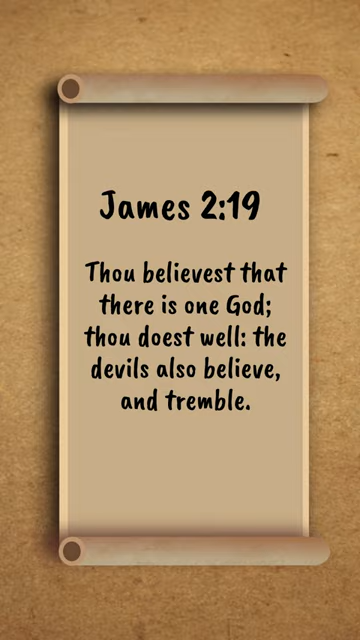 James 2:19
Thou believest that
there is one God;
thou doest well: the
devils also believe,
and tremble.